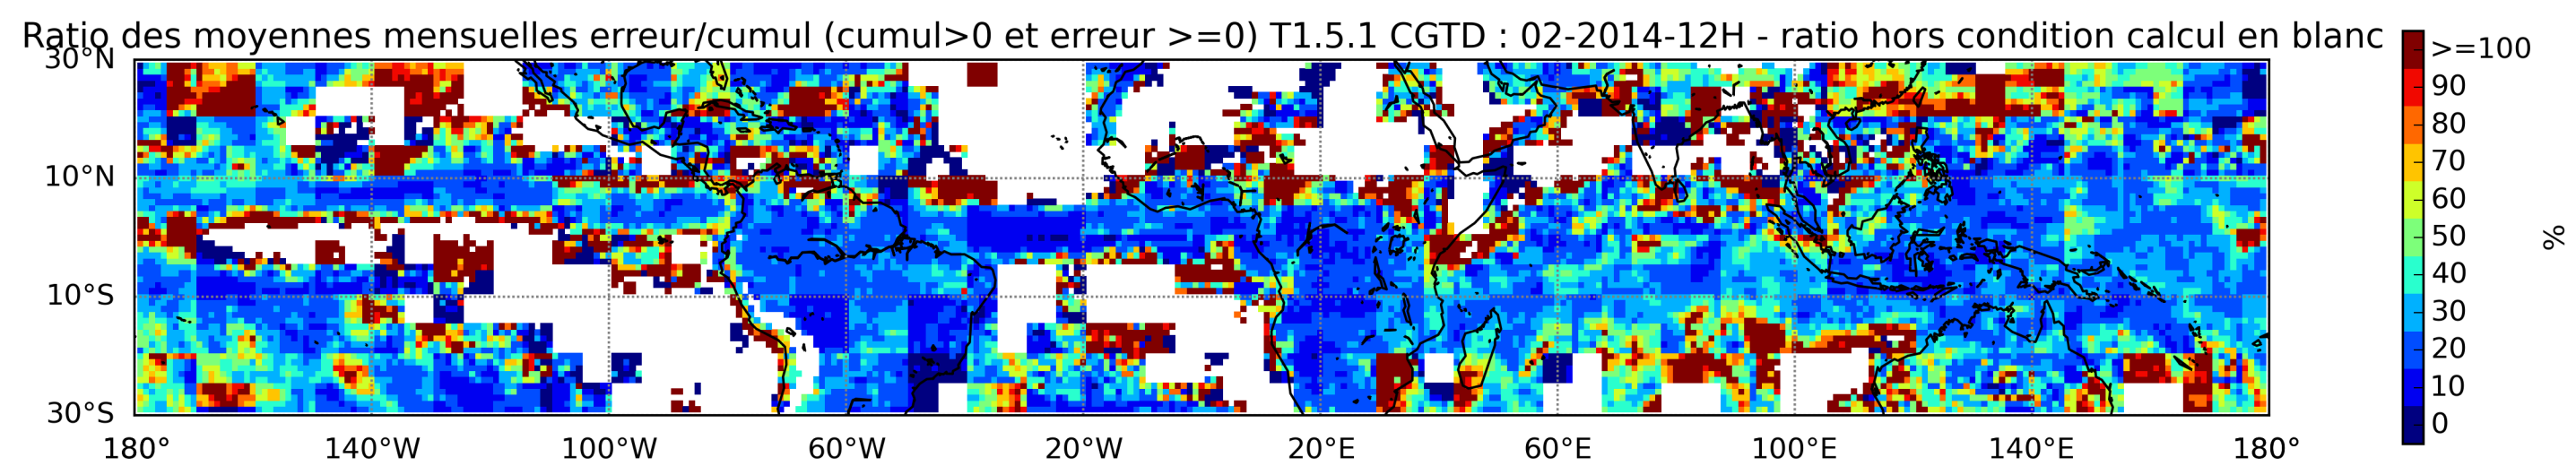 Ratio des moyennes mensuelles erreur/cumul (cumul>0 et erreur >=0) T1.5.1 CGTD : 02-2014-12H - ratio hors condition calcul en blanc
30°N
10°N
10°S
30°S
180°
140°W
100°W
60°W
20°W
20°E
60°E
100°E
140°E
180°
>=100
90
80
70
60
50
40
30
20
10
0
%